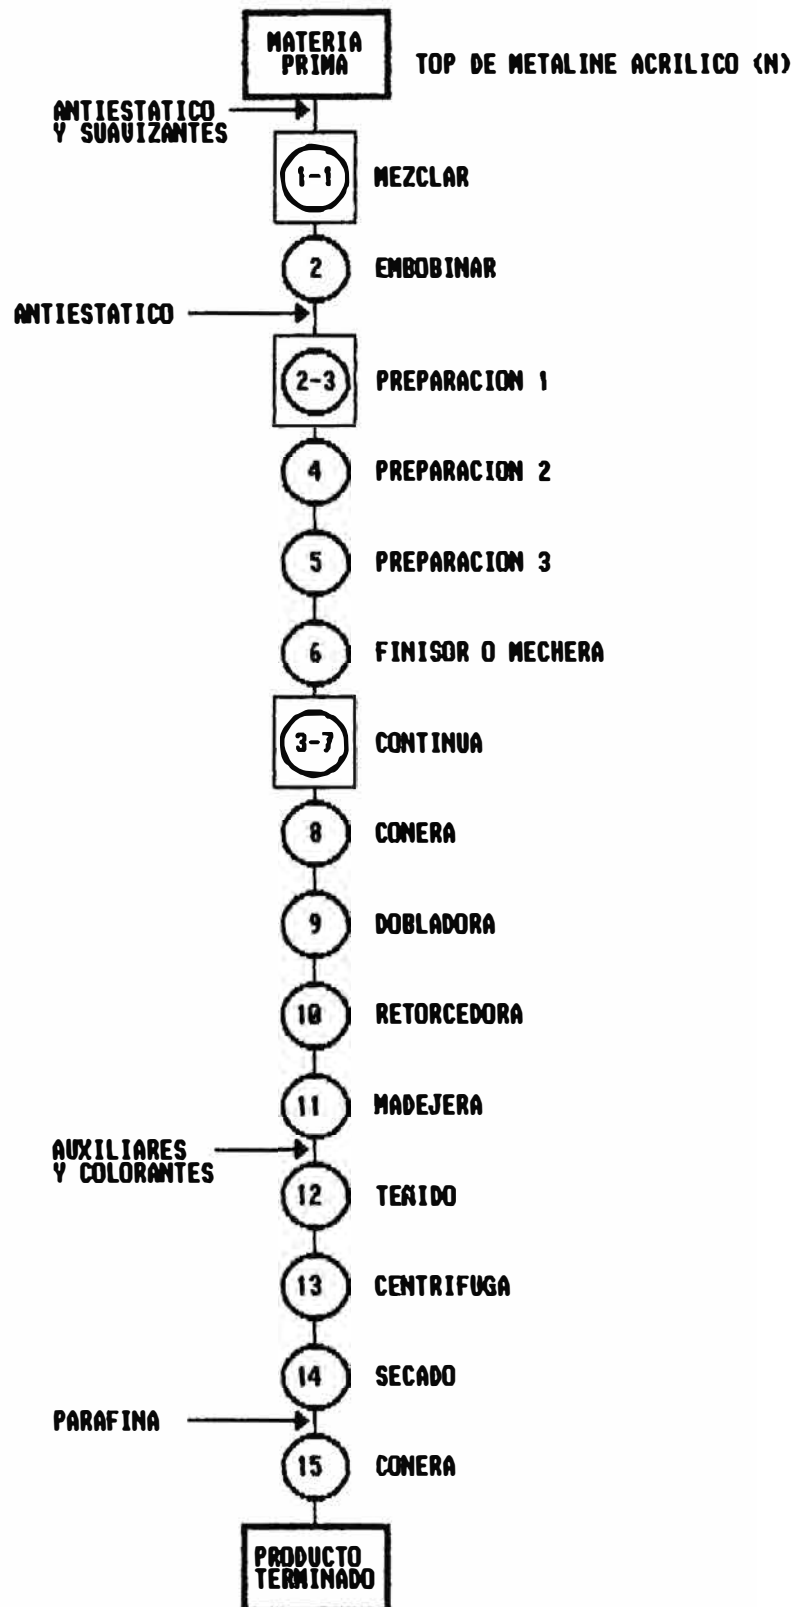 MATERIA
PRIMA
TOP DE METALINE ACRILICO (N)
ANTIESTATICO
Y SUAVIZANTES
1-1
MEZCLAR
2
EMBOBINAR
ANTIESTATICO
2-3
PREPARACION 1
4
PREPARACION 2
5
PREPARACION 3
6
FINISOR O MECHERA
3-7
CONTINUA
8
CONERA
9
DOBLADORA
10
RETORCEDORA
11
MADEJERA
AUXILIARES
Y COLORANTES
12
TEÑIDO
13
CENTRIFUGA
14
SECADO
PARAFINA
15
CONERA
PRODUCTO
TERMINADO